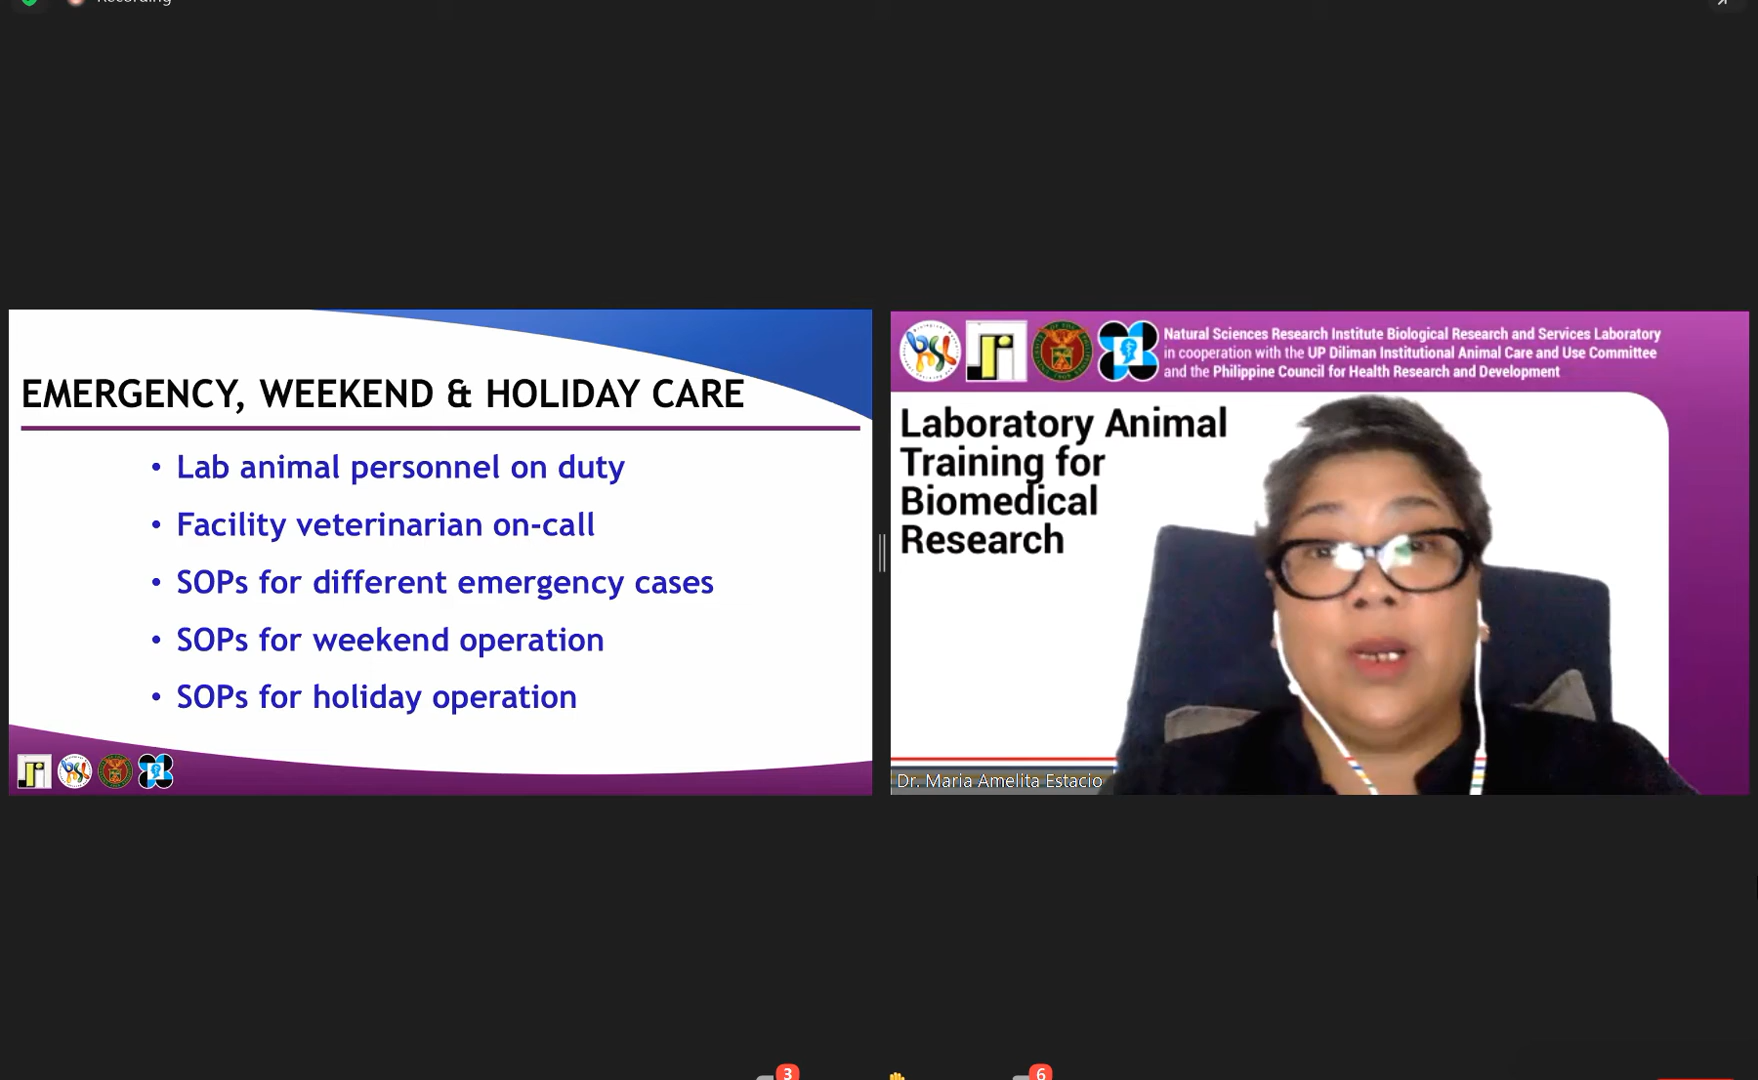 Recording
EMERGENCY, WEEKEND & HOLIDAY CARE
• Lab animal personnel on duty
• Facility veterinarian on-call
• SOPs for different emergency cases
• SOPs for weekend operation
• SOPs for holiday operation
Natural Sciences Research Institute Biological Research and Services Laboratory
in cooperation with the UP Diliman Institutional Animal Care and Use Committee
and the Philippine Council for Health Research and Development
Laboratory Animal
Training for
Biomedical
Research
Dr. Maria Amelita Estacio
3
6